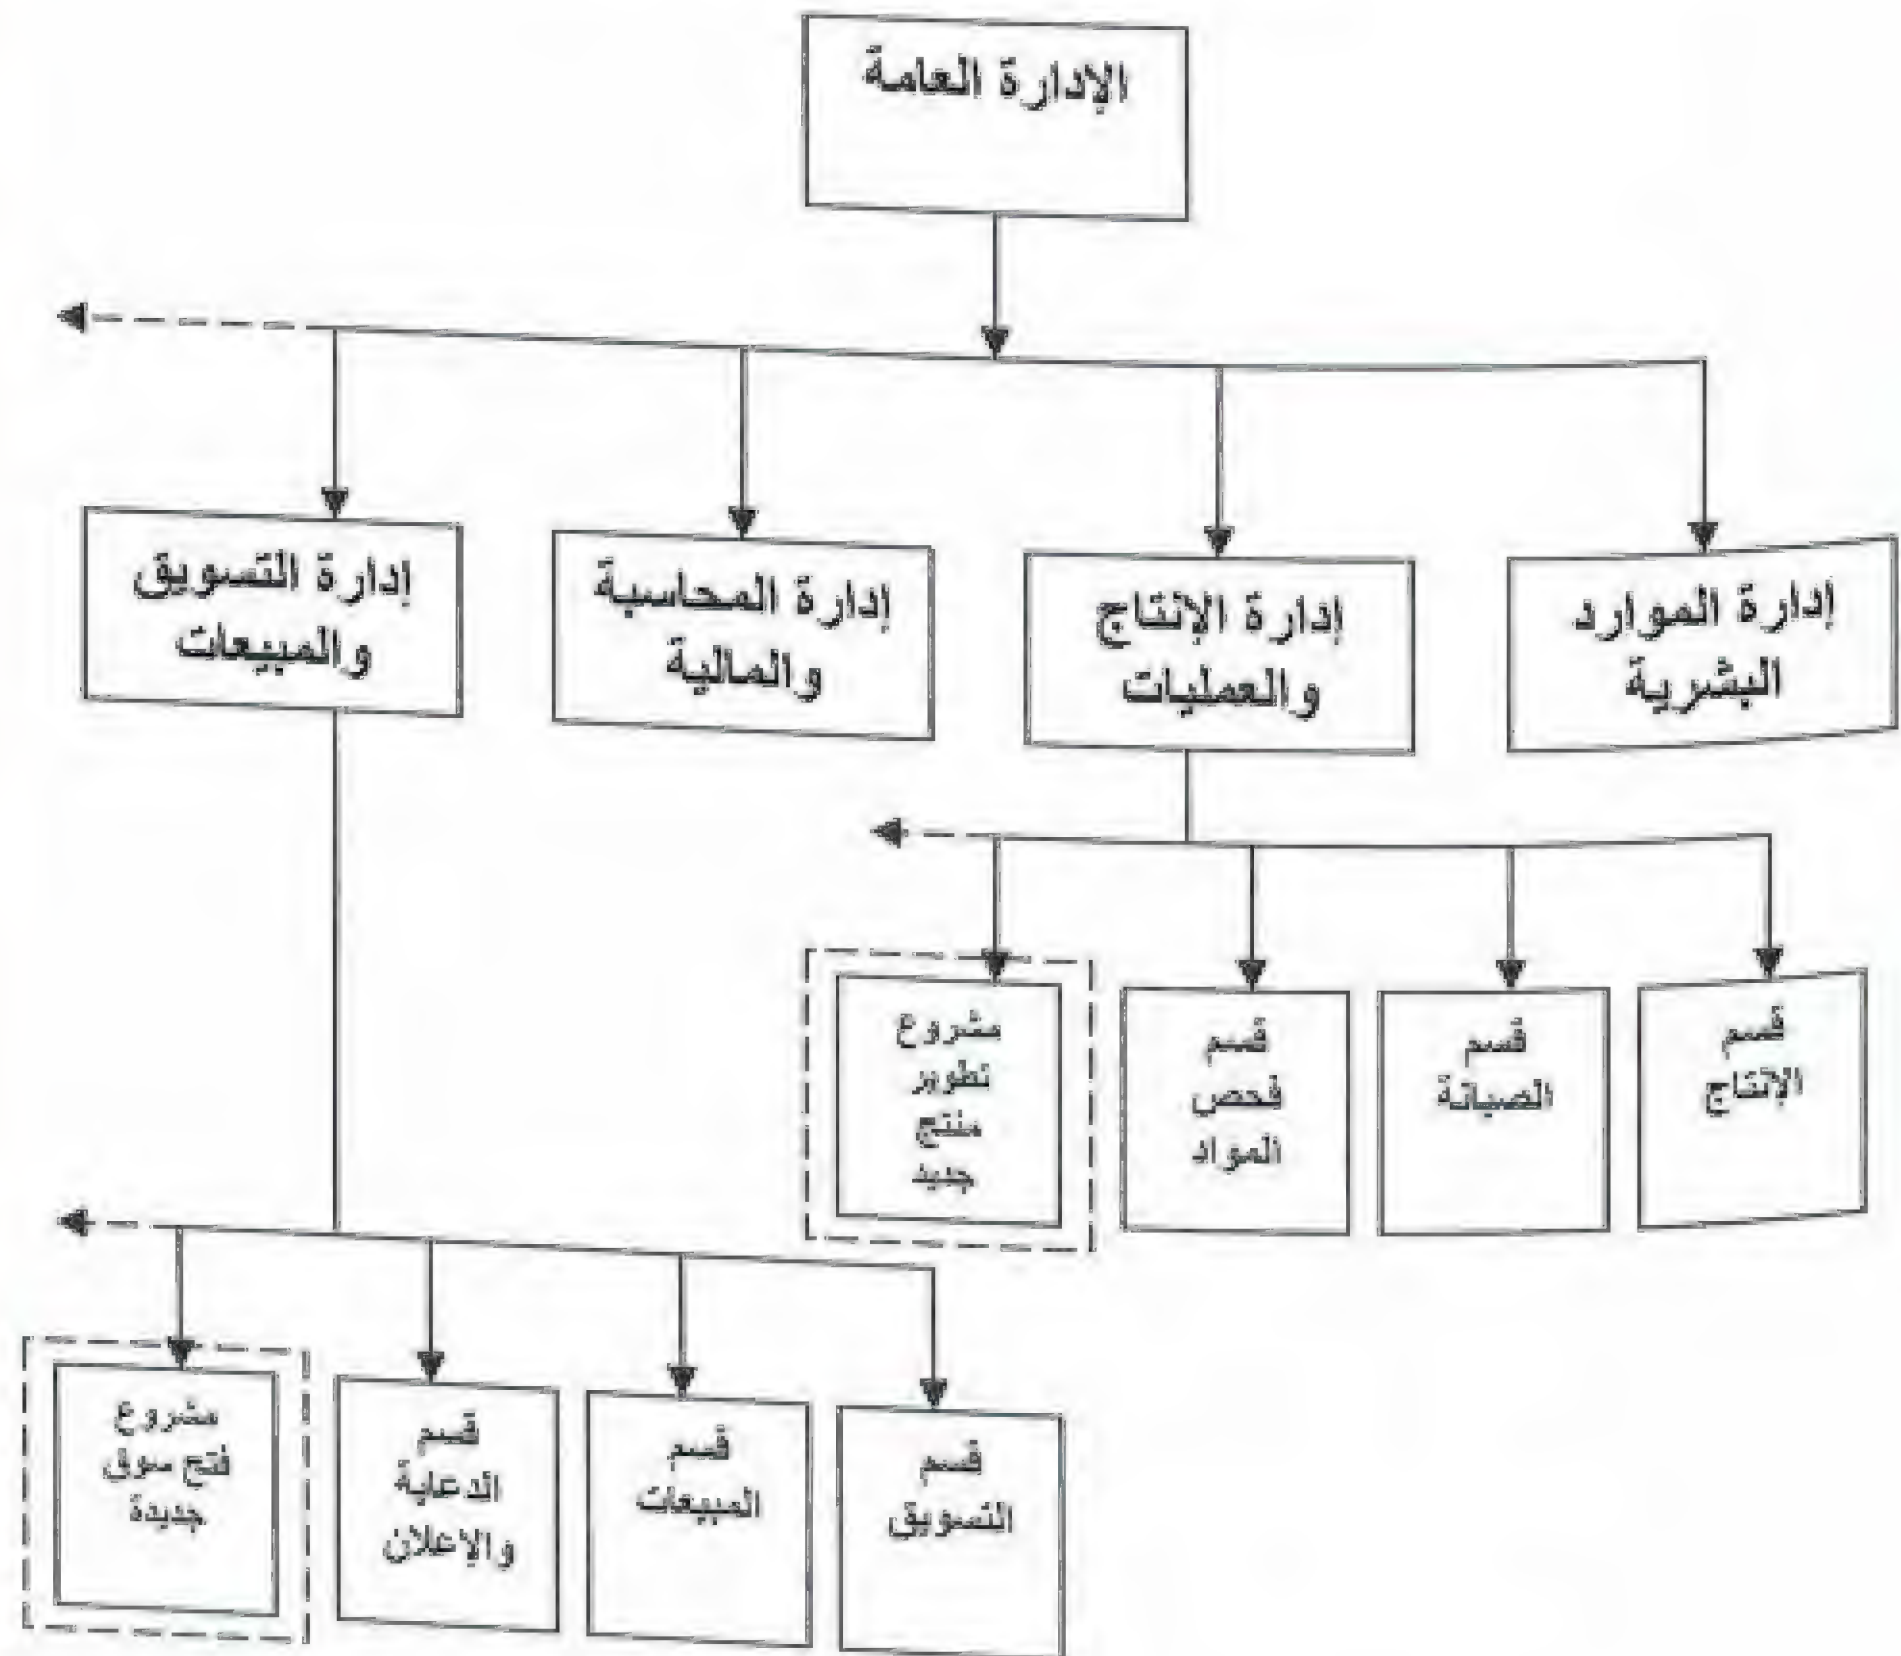 الإدارة العامة
إدارة الموارد
البشرية
إدارة الإنتاج
والعمليات
إدارة المحاسبة
والمالية
إدارة التسويق
والمبيعات
قسم
الإنتاج
قسم
الصيانة
قسم
فحص
المواد
مشروع
تطوير
منتج
جديد
قسم
التسويق
قسم
المبيعات
قسم
الدعاية
والإعلان
مشروع
فتح سوق
جديدة